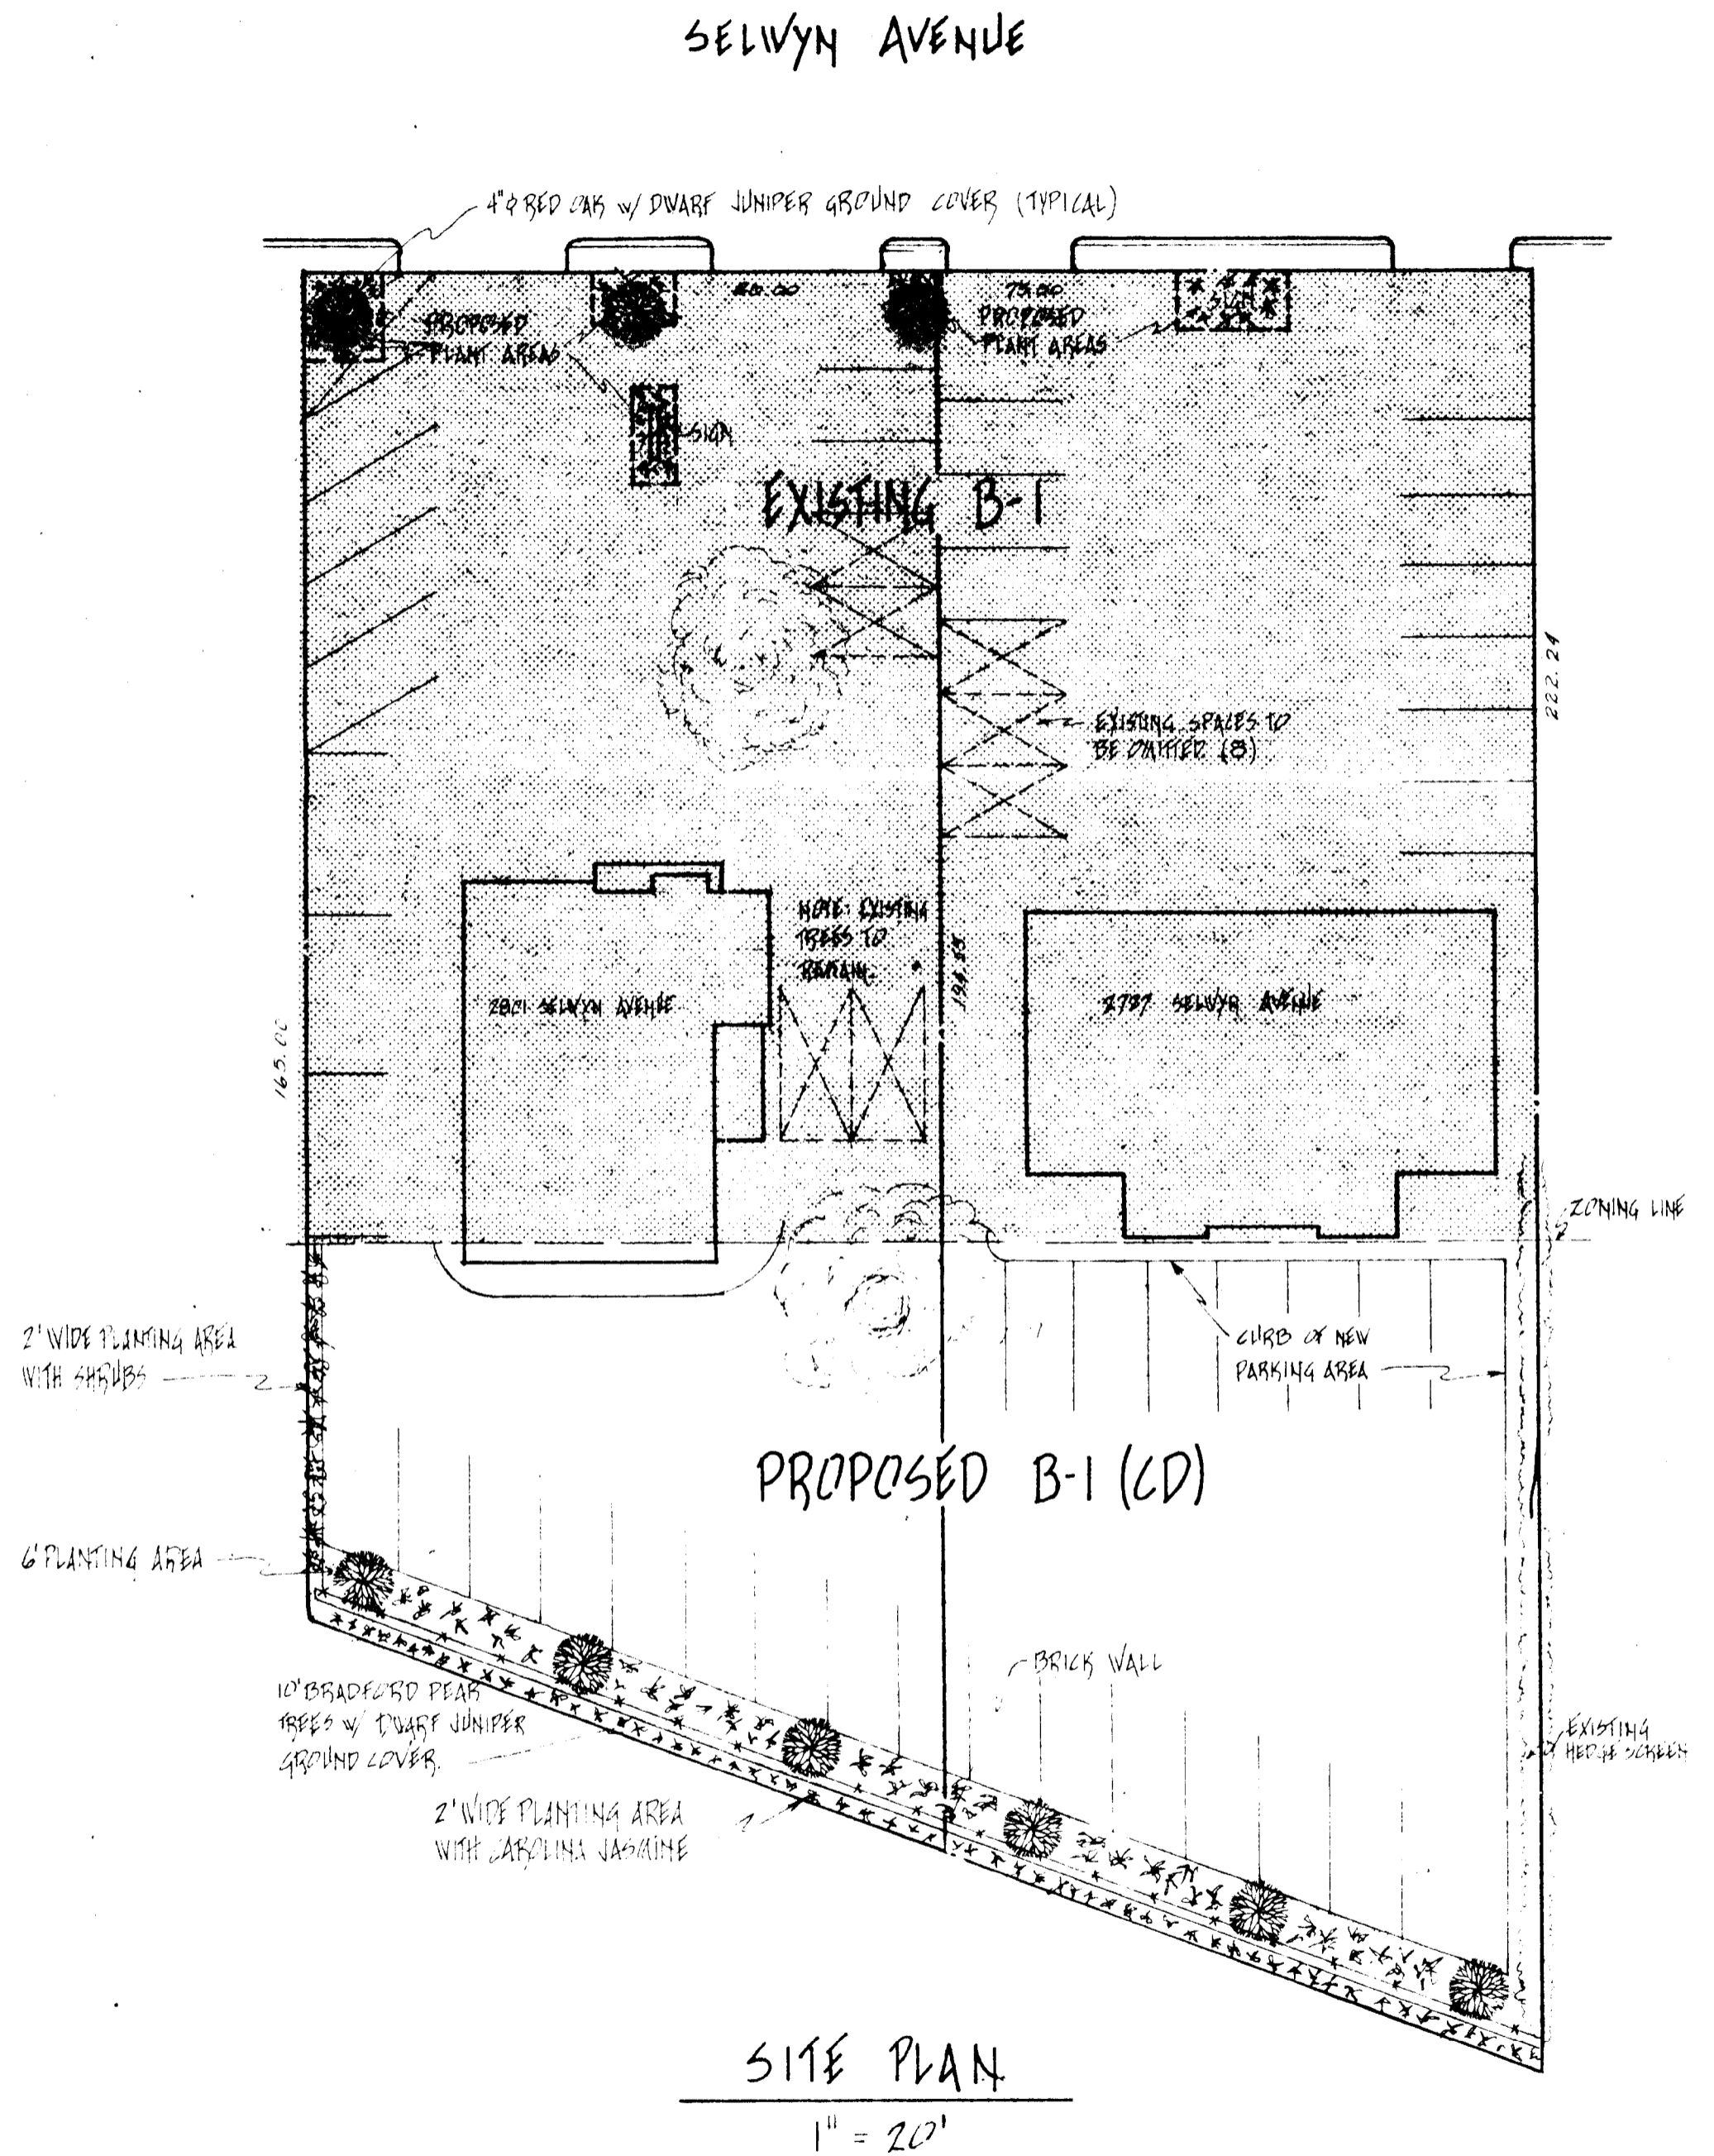 SELWYN AVENUE
4"φ RED OAK W/ DWARF JUNIPER GROUND COVER (TYPICAL)
75.00
PROPOSED
PLANT AREAS
PROPOSED
PLANT AREAS
SIGN
SIGN
EXISTING B-1
222.24
EXISTING SPACES TO
BE OMITTED (8)
NOTE: EXISTING
TREES TO
REMAIN.
2801 SELWYN AVENUE
2727 SELWYN AVENUE
165.00
ZONING LINE
2' WIDE PLANTING AREA
WITH SHRUBS
CURB OF NEW
PARKING AREA
PROPOSED B-1 (CD)
6' PLANTING AREA
BRICK WALL
10' BRADFORD PEAR
TREES W/ DWARF JUNIPER
GROUND COVER.
EXISTING
HEDGE SCREEN
2' WIDE PLANTING AREA
WITH CAROLINA JASMINE
SITE PLAN
1" = 20'